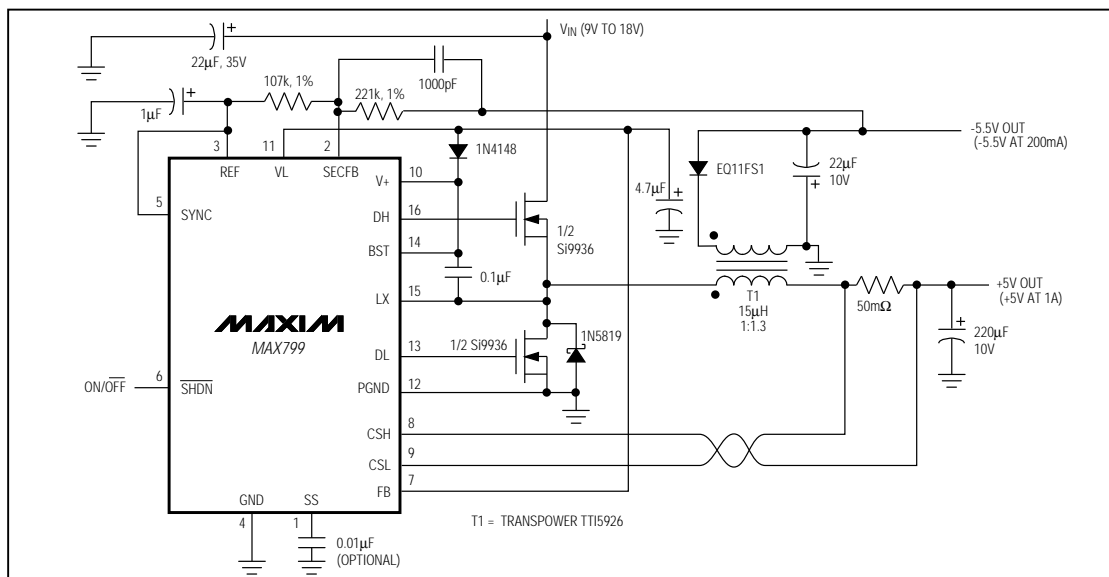 VIN (9V TO 18V)
22μF, 35V
107k, 1%
1000pF
1μF
221k, 1%
-5.5V OUT
(-5.5V AT 200mA)
3
11
2
1N4148
EQ11FS1
22μF
10V
REF
VL
SECFB
V+
10
4.7μF
5
SYNC
DH
16
1/2
Si9936
BST
14
0.1μF
LX
15
T1
15μH
1:1.3
50mΩ
+5V OUT
(+5V AT 1A)
MAXIM
MAX799
1N5819
DL
13
1/2 Si9936
220μF
10V
ON/OFF
6
SHDN
PGND
12
CSH
8
CSL
9
FB
7
GND
SS
T1 = TRANSPOWER TTI5926
4
1
0.01μF
(OPTIONAL)